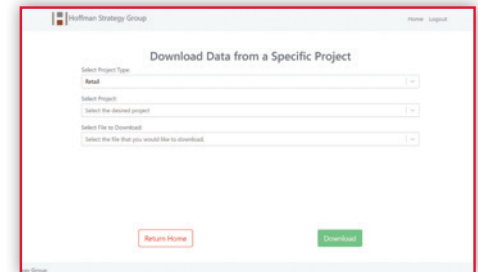 Hoffman Strategy Group
Home Logout
Download Data from a Specific Project
Select Project Type:
Retail
Select Project:
Select the desired project
Select File to Download:
Select the file that you would like to download.
Return Home
Download
Group